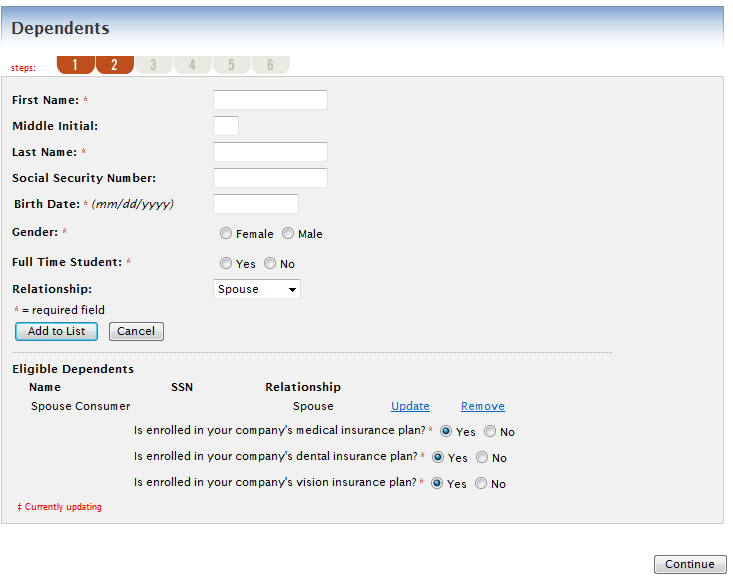 Dependents
steps: 1 2 3 4 5 6
First Name: *
Middle Initial:
Last Name: *
Social Security Number:
Birth Date: * (mm/dd/yyyy)
Gender: * Female Male
Full Time Student: * Yes No
Relationship: Spouse
* = required field
Add to List Cancel
Eligible Dependents
Name SSN Relationship
Spouse Consumer Spouse Update Remove
Is enrolled in your company's medical insurance plan? * Yes No
Is enrolled in your company's dental insurance plan? * Yes No
Is enrolled in your company's vision insurance plan? * Yes No
‡ Currently updating
Continue